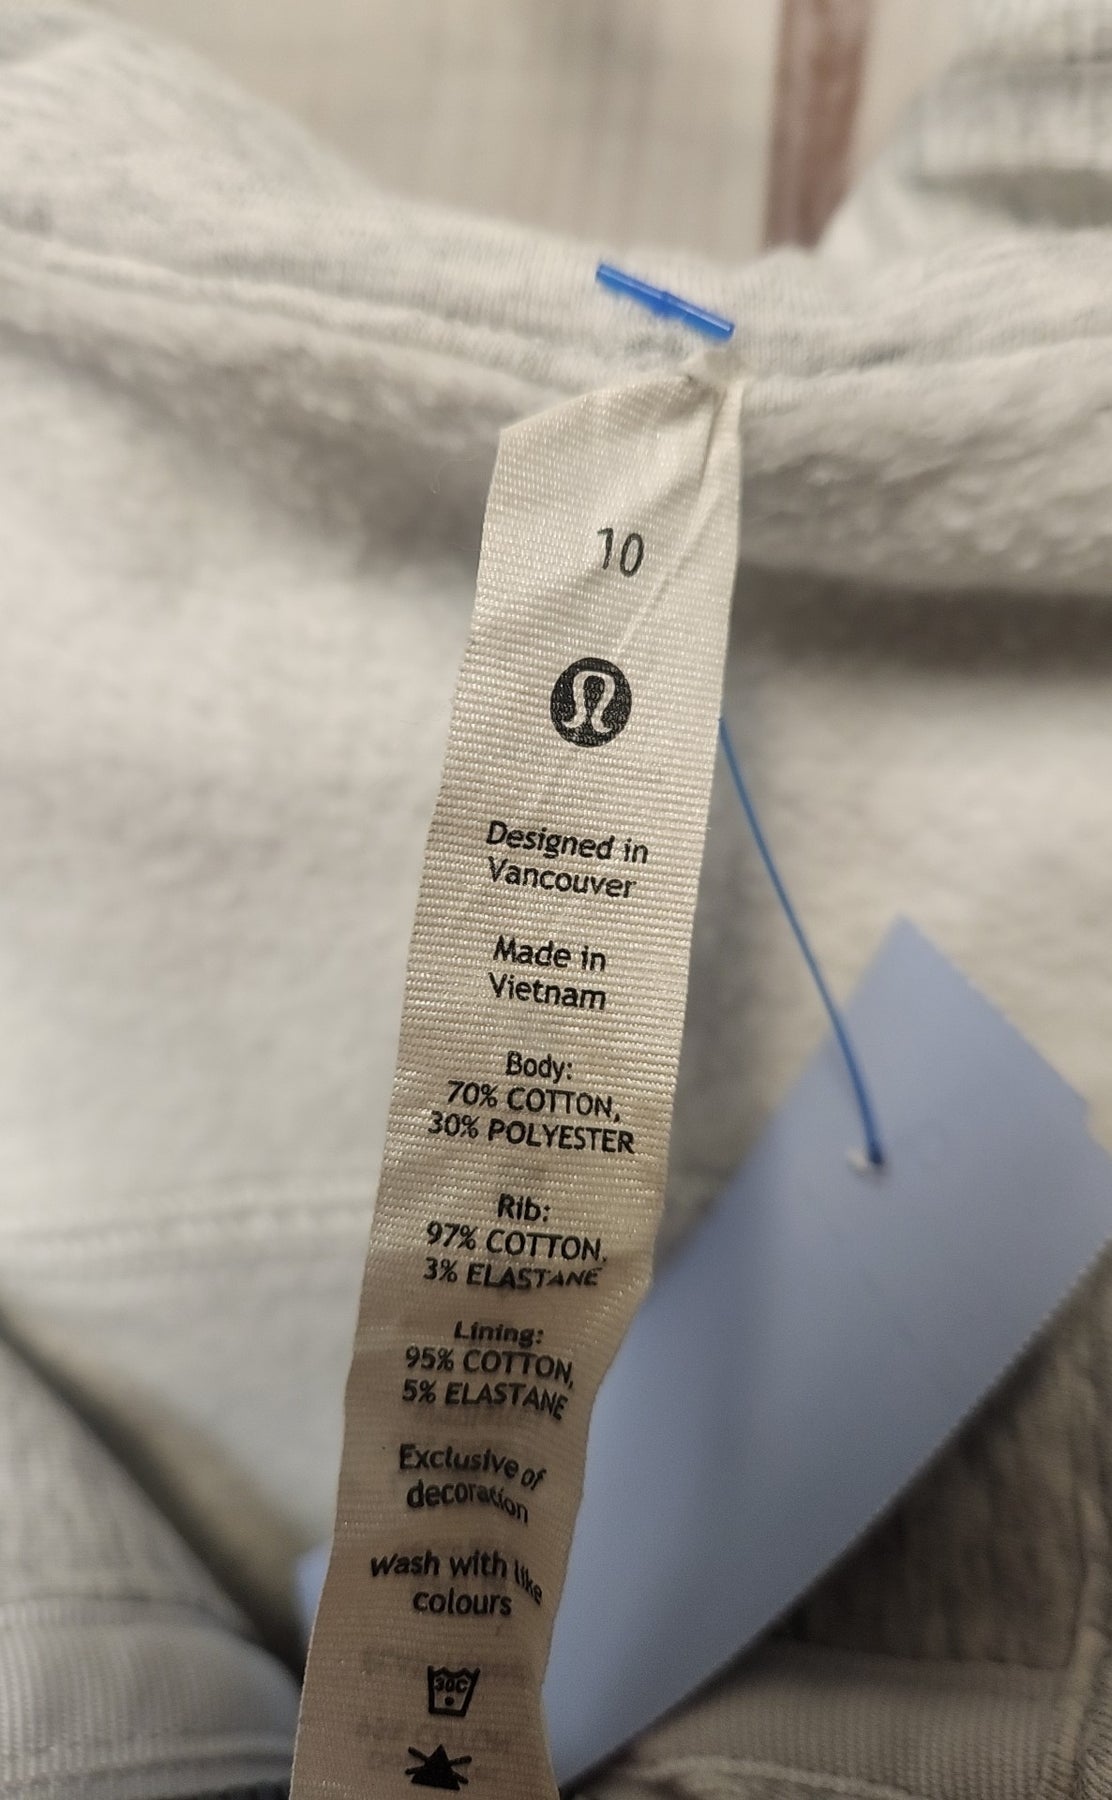 10
Designed in
Vancouver
Made in
Vietnam
Body:
70% COTTON,
30% POLYESTER
Rib:
97% COTTON,
3% ELASTANE
Lining:
95% COTTON,
5% ELASTANE
Exclusive of
decoration
wash with like
colours
30C